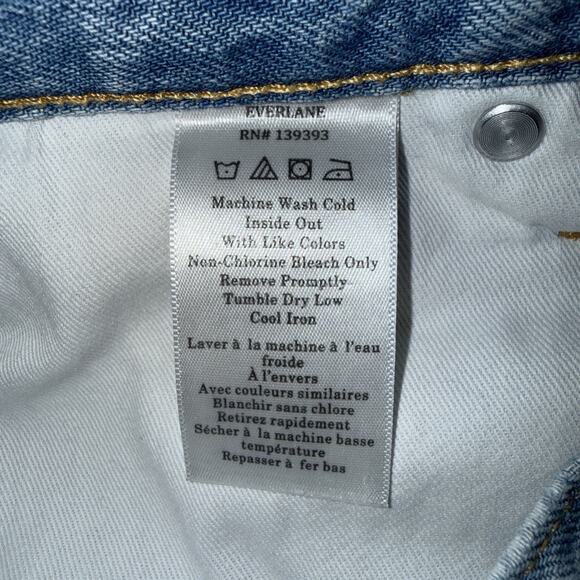 EVERLANE
RN# 139393
Machine Wash Cold
Inside Out
With Like Colors
Non-Chlorine Bleach Only
Remove Promptly
Tumble Dry Low
Cool Iron
Laver à la machine à l'eau
froide
À l'envers
Avec couleurs similaires
Blanchir sans chlore
Retirez rapidement
Sécher à la machine basse
température
Repasser à fer bas